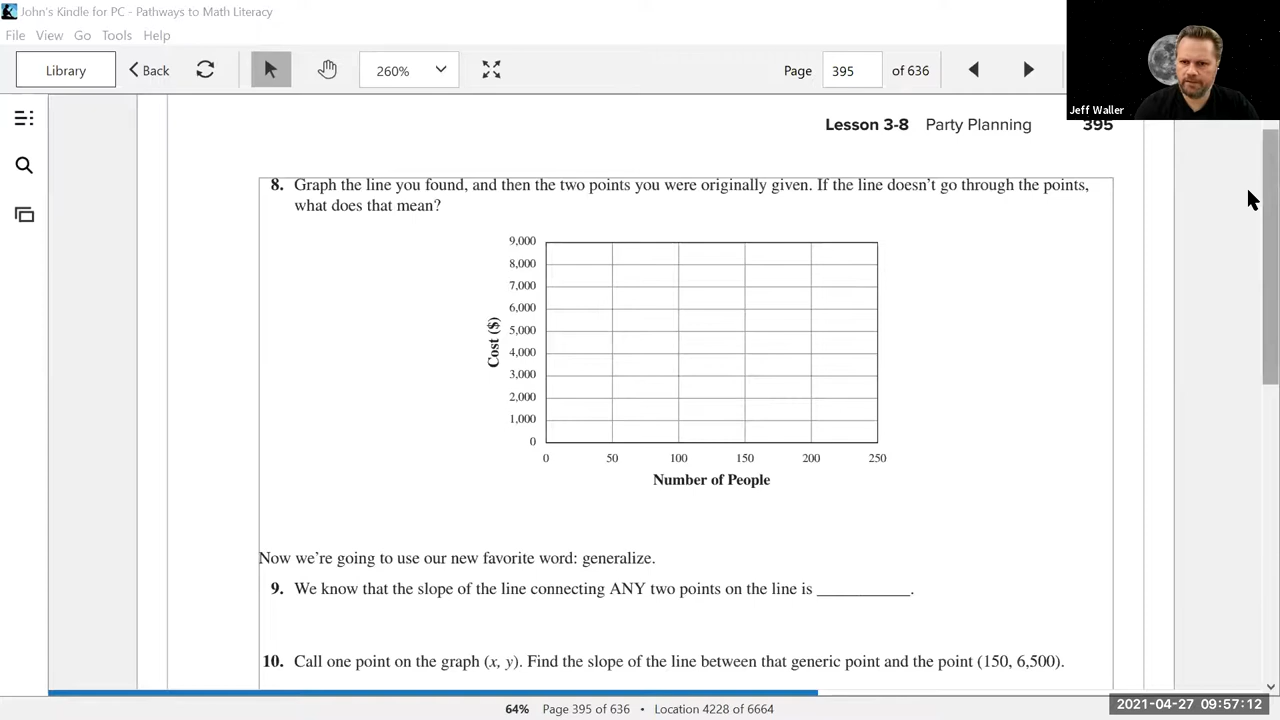 John's Kindle for PC - Pathways to Math Literacy
File View Go Tools Help
Library
Back
260%
Page 395 of 636
Jeff Waller
Lesson 3-8 Party Planning 395
8. Graph the line you found, and then the two points you were originally given. If the line doesn't go through the points,
what does that mean?
9,000
8,000
7,000
6,000
5,000
4,000
3,000
2,000
1,000
0
Cost ($)
0 50 100 150 200 250
Number of People
Now we're going to use our new favorite word: generalize.
9. We know that the slope of the line connecting ANY two points on the line is ___________.
10. Call one point on the graph (x, y). Find the slope of the line between that generic point and the point (150, 6,500).
64% Page 395 of 636 • Location 4228 of 6664
2021-04-27 09:57:12